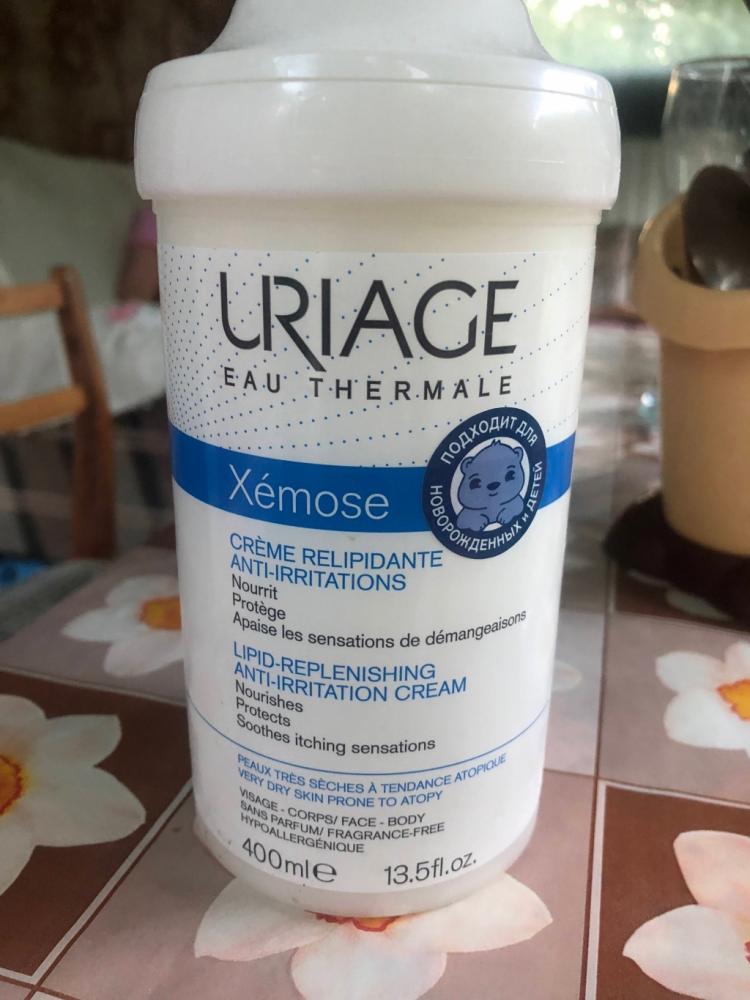 URIAGE
EAU THERMALE
Xémose
ПОДХОДИТ ДЛЯ
НОВОРОЖДЕННЫХ и ДЕТЕЙ
CRÈME RELIPIDANTE
ANTI-IRRITATIONS
Nourrit
Protège
Apaise les sensations de démangeaisons
LIPID-REPLENISHING
ANTI-IRRITATION CREAM
Nourishes
Protects
Soothes itching sensations
PEAUX TRÈS SÈCHES À TENDANCE ATOPIQUE
VERY DRY SKIN PRONE TO ATOPY
VISAGE - CORPS/ FACE - BODY
SANS PARFUM/ FRAGRANCE-FREE
HYPOALLERGÉNIQUE
400ml℮ 13.5fl.oz.